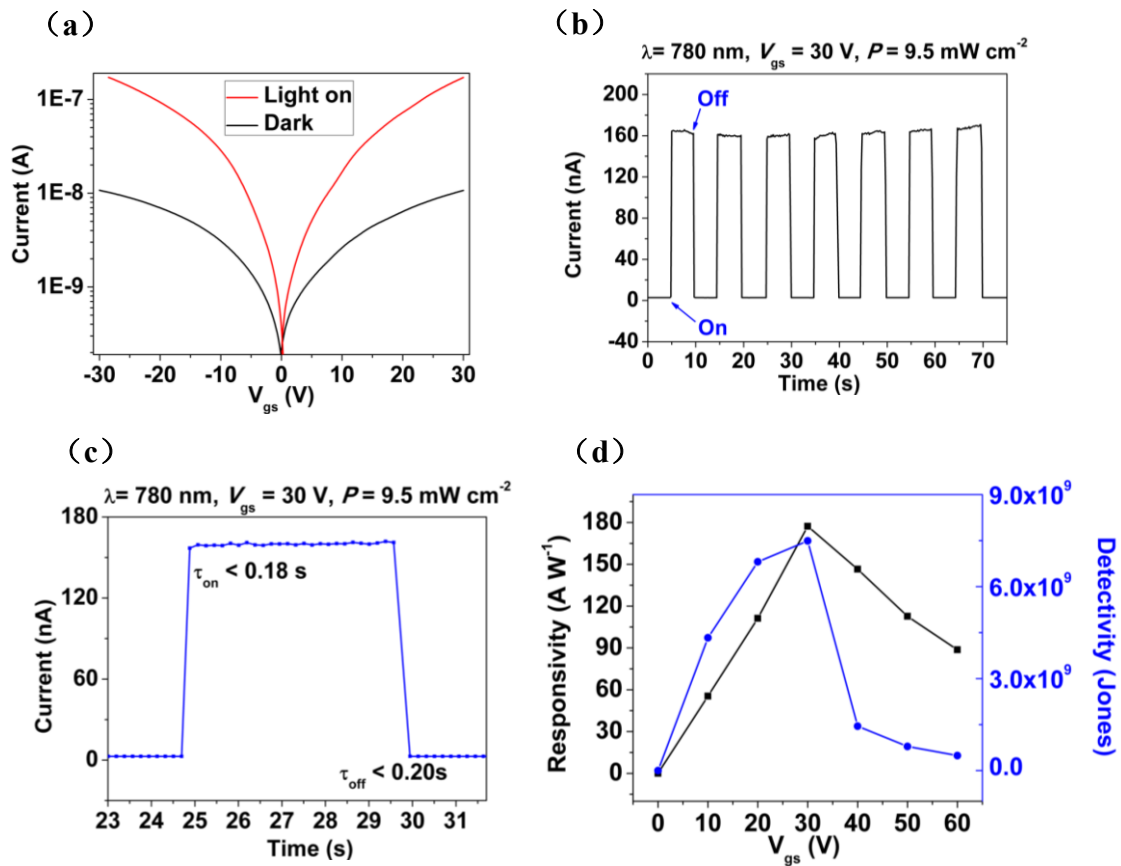 （a）
Current (A)
1E-7
1E-8
1E-9
Light on
Dark
-30 -20 -10 0 10 20 30
Vgs (V)
（b）
λ= 780 nm, Vgs = 30 V, P = 9.5 mW cm-2
Current (nA)
200
160
120
80
40
0
-40
Off
On
0 10 20 30 40 50 60 70
Time (s)
（c）
λ= 780 nm, Vgs = 30 V, P = 9.5 mW cm-2
Current (nA)
180
120
60
0
τon < 0.18 s
τoff < 0.20s
23 24 25 26 27 28 29 30 31
Time (s)
（d）
Responsivity (A W-1)
180
150
120
90
60
30
0
9.0x109
6.0x109
3.0x109
0.0
Detectivity (Jones)
0 10 20 30 40 50 60
Vgs (V)